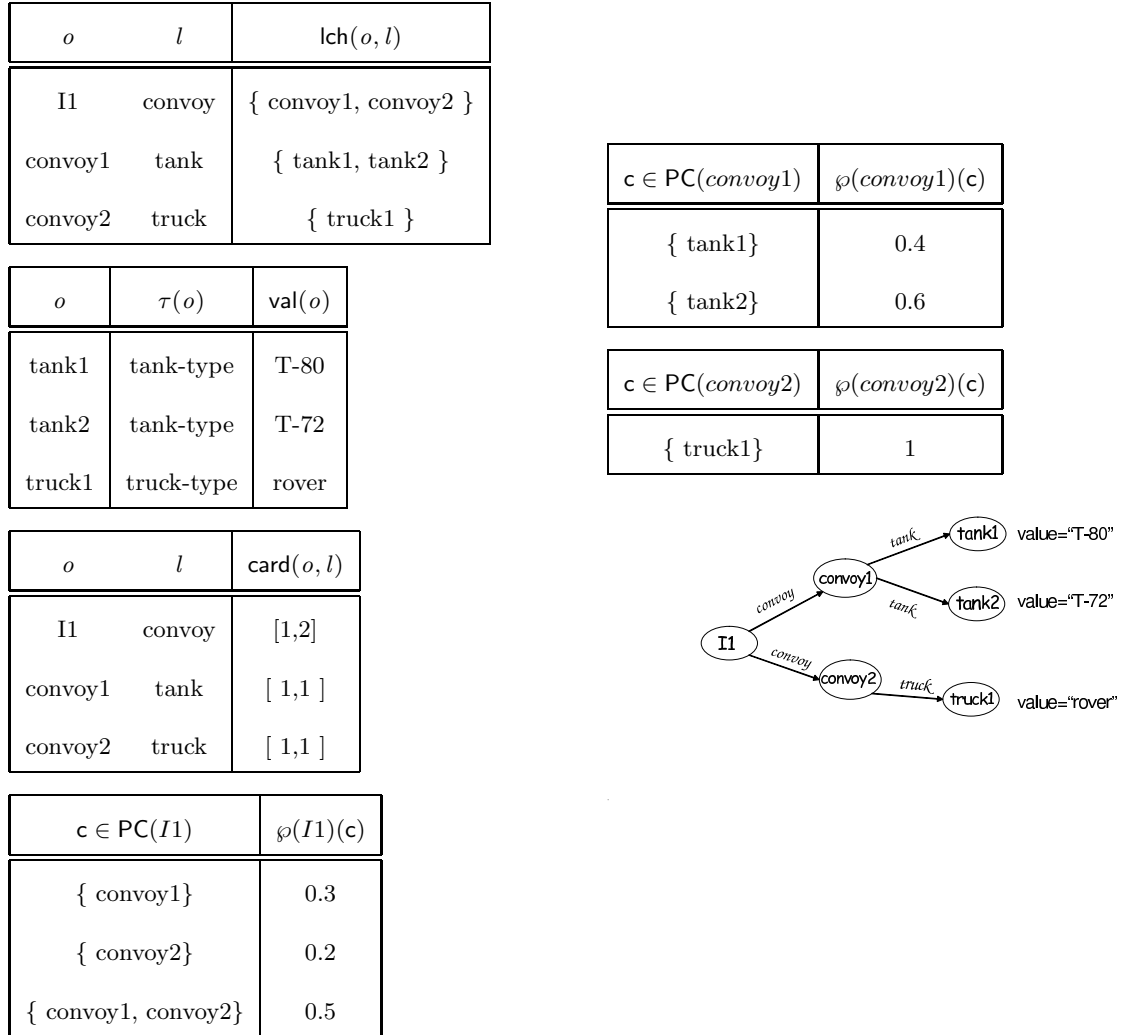 o l lch(o, l)
I1 convoy { convoy1, convoy2 }
convoy1 tank { tank1, tank2 }
convoy2 truck { truck1 }
o τ(o) val(o)
tank1 tank-type T-80
tank2 tank-type T-72
truck1 truck-type rover
o l card(o, l)
I1 convoy [1,2]
convoy1 tank [ 1,1 ]
convoy2 truck [ 1,1 ]
c ∈ PC(I1) ℘(I1)(c)
{ convoy1} 0.3
{ convoy2} 0.2
{ convoy1, convoy2} 0.5
c ∈ PC(convoy1) ℘(convoy1)(c)
{ tank1} 0.4
{ tank2} 0.6
c ∈ PC(convoy2) ℘(convoy2)(c)
{ truck1} 1
tank tank1 value="T-80"
convoy1
convoy tank tank2 value="T-72"
I1
convoy
convoy2 truck truck1 value="rover"